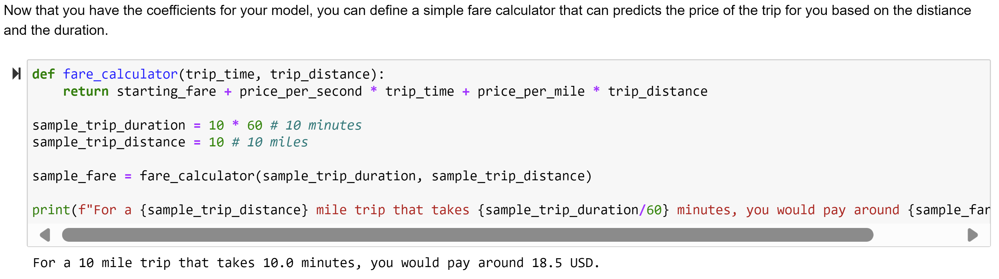 Now that you have the coefficients for your model, you can define a simple fare calculator that can predicts the price of the trip for you based on the distiance
and the duration.
def fare_calculator(trip_time, trip_distance):
    return starting_fare + price_per_second * trip_time + price_per_mile * trip_distance
sample_trip_duration = 10 * 60 # 10 minutes
sample_trip_distance = 10 # 10 miles
sample_fare = fare_calculator(sample_trip_duration, sample_trip_distance)
print(f"For a {sample_trip_distance} mile trip that takes {sample_trip_duration/60} minutes, you would pay around {sample_far
For a 10 mile trip that takes 10.0 minutes, you would pay around 18.5 USD.